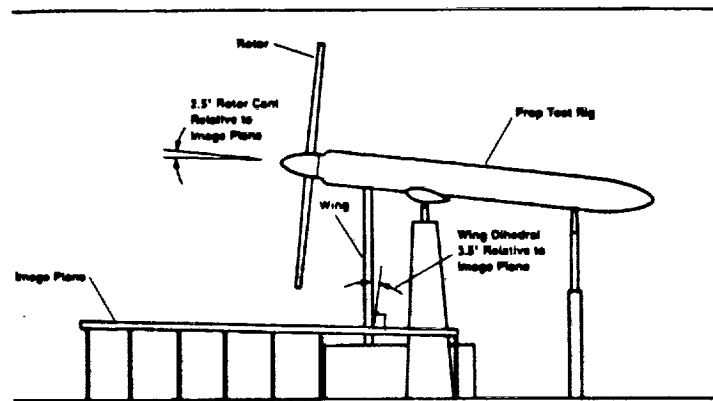 Rotor
2.5° Rotor Cant
Relative to
Image Plane
Prop Test Rig
Wing
Wing Dihedral
3.5° Relative to
Image Plane
Image Plane